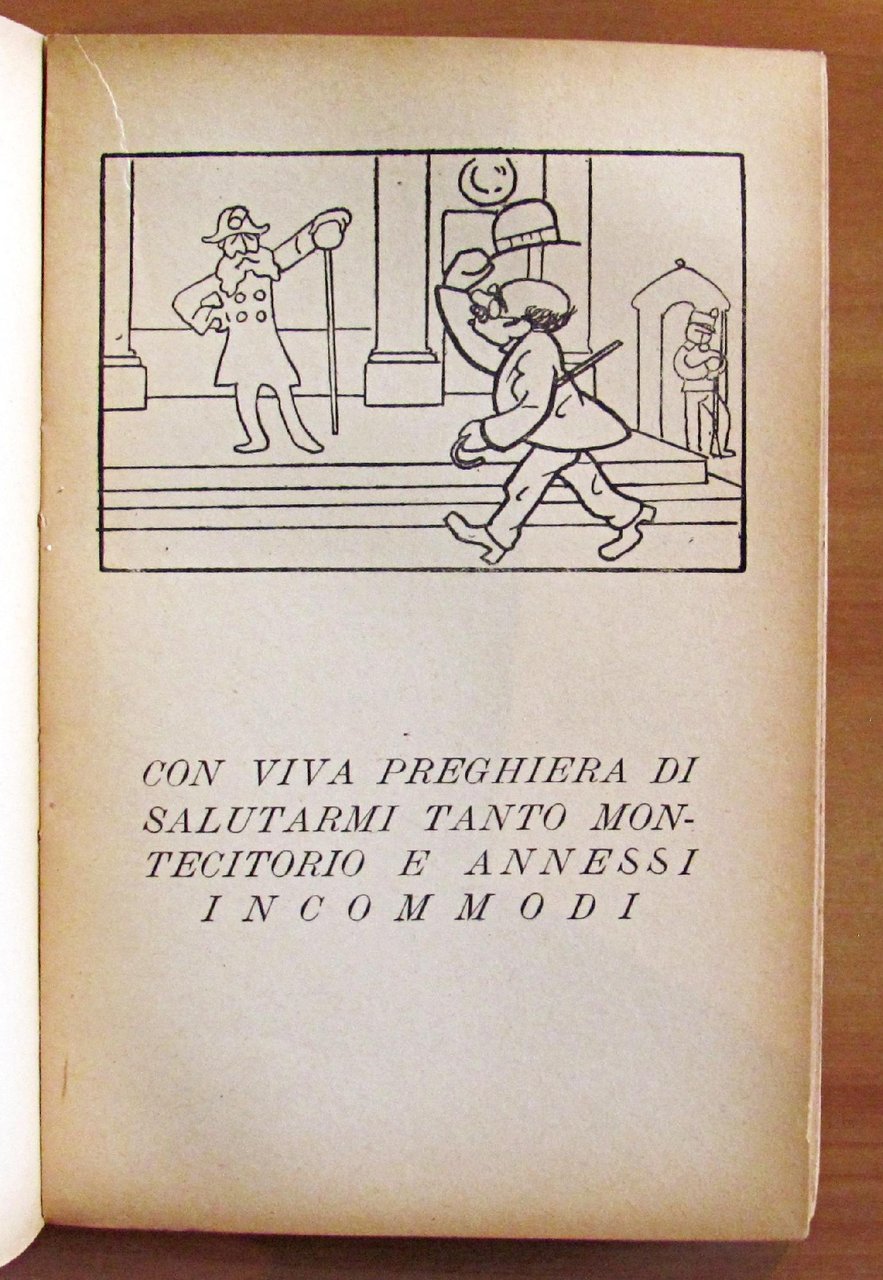 CON VIVA PREGHIERA DI
SALUTARMI TANTO MON-
TECITORIO E ANNESSI
INCOMMODI